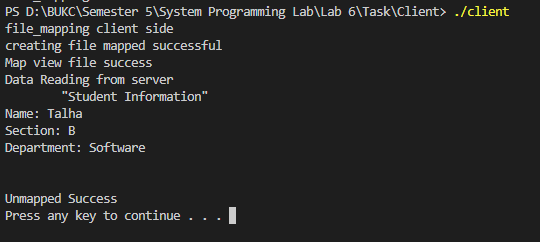 PS D:\BUKC\Semester 5\System Programming Lab\Lab 6\Task\Client> ./client
file_mapping client side
creating file mapped successful
Map view file success
Data Reading from server
"Student Information"
Name: Talha
Section: B
Department: Software
Unmapped Success
Press any key to continue . . .